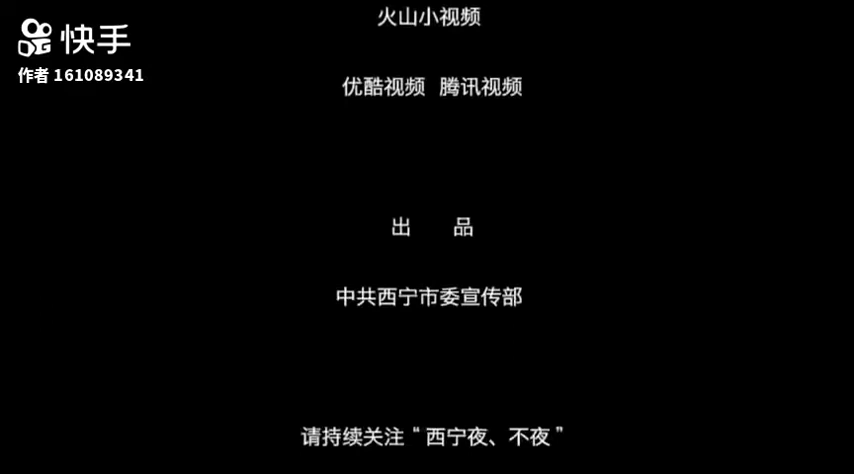 快手
作者 161089341
火山小视频
优酷视频 腾讯视频
出 品
中共西宁市委宣传部
请持续关注“西宁夜、不夜”